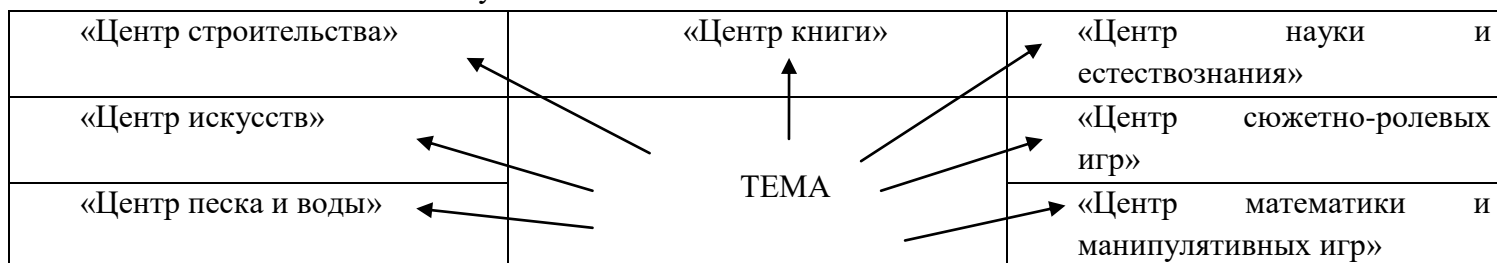 «Центр строительства»
«Центр книги»
«Центр науки и
естествознания»
«Центр искусств»
«Центр сюжетно-ролевых
игр»
ТЕМА
«Центр песка и воды»
«Центр математики и
манипулятивных игр»